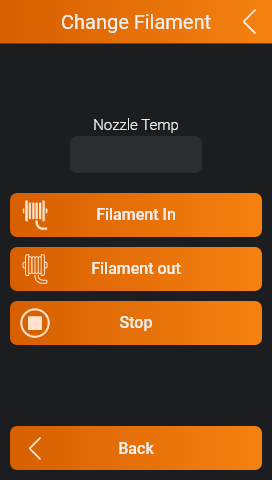 Change Filament
Nozzle Temp
Filament In
Filament out
Stop
Back